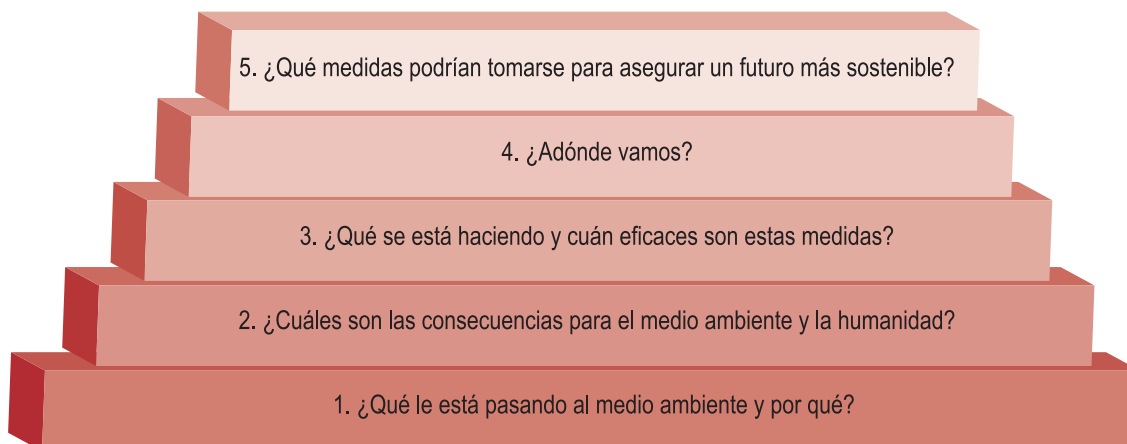 5. ¿Qué medidas podrían tomarse para asegurar un futuro más sostenible?
4. ¿Adónde vamos?
3. ¿Qué se está haciendo y cuán eficaces son estas medidas?
2. ¿Cuáles son las consecuencias para el medio ambiente y la humanidad?
1. ¿Qué le está pasando al medio ambiente y por qué?